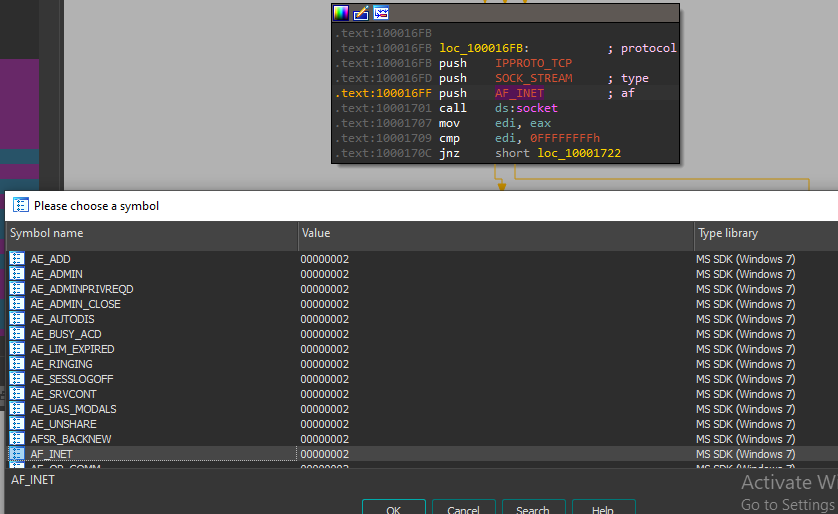 .text:100016FB
.text:100016FB loc_100016FB: ; protocol
.text:100016FB push IPPROTO_TCP
.text:100016FD push SOCK_STREAM ; type
.text:100016FF push AF_INET ; af
.text:10001701 call ds:socket
.text:10001707 mov edi, eax
.text:10001709 cmp edi, 0FFFFFFFFh
.text:1000170C jnz short loc_10001722
Please choose a symbol
Symbol name Value Type library
AE_ADD 00000002 MS SDK (Windows 7)
AE_ADMIN 00000002 MS SDK (Windows 7)
AE_ADMINPRIVREQD 00000002 MS SDK (Windows 7)
AE_ADMIN_CLOSE 00000002 MS SDK (Windows 7)
AE_AUTODIS 00000002 MS SDK (Windows 7)
AE_BUSY_ACD 00000002 MS SDK (Windows 7)
AE_LIM_EXPIRED 00000002 MS SDK (Windows 7)
AE_RINGING 00000002 MS SDK (Windows 7)
AE_SESSLOGOFF 00000002 MS SDK (Windows 7)
AE_SRVCONT 00000002 MS SDK (Windows 7)
AE_UAS_MODALS 00000002 MS SDK (Windows 7)
AE_UNSHARE 00000002 MS SDK (Windows 7)
AFSR_BACKNEW 00000002 MS SDK (Windows 7)
AF_INET 00000002 MS SDK (Windows 7)
AF_INET
Activate Wi
Go to Settings
OK Cancel Search Help